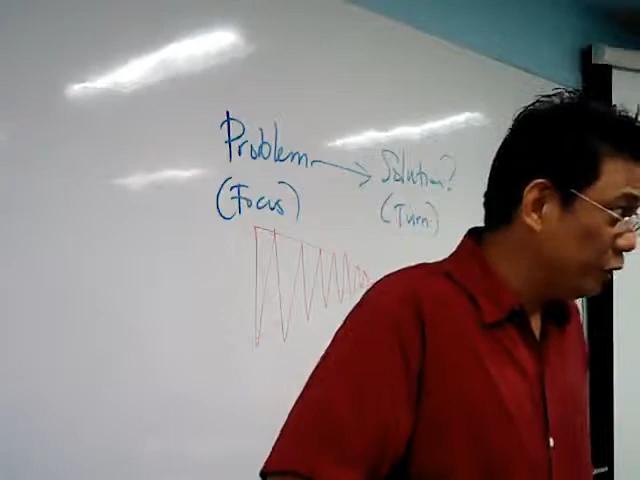 Problem → Solution?
(Focus) (Turn)